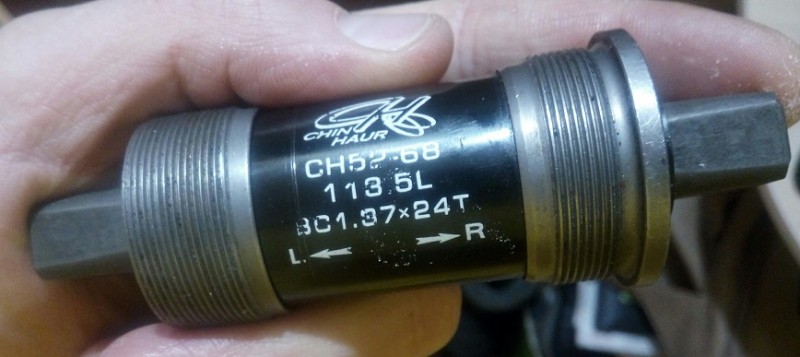 CHIN
HAUR
CH52-68
113.5L
BC1.37×24T
L ← → R